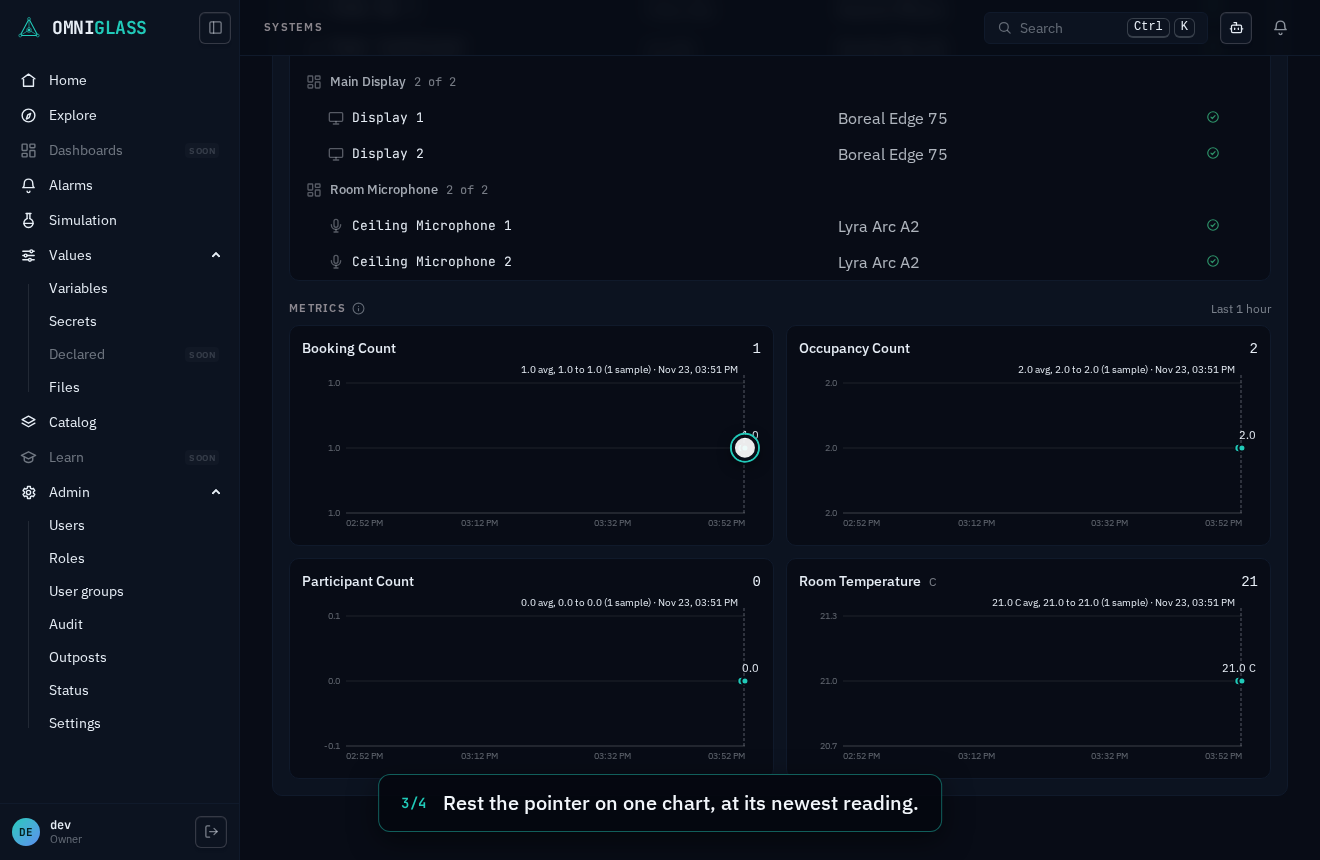 OMNIGLASS
SYSTEMS
Search
Ctrl K
Home
Explore
Dashboards SOON
Alarms
Simulation
Values
Variables
Secrets
Declared SOON
Files
Catalog
Learn SOON
Admin
Users
Roles
User groups
Audit
Outposts
Status
Settings
DE
dev
Owner
Main Display 2 of 2
Display 1 Boreal Edge 75
Display 2 Boreal Edge 75
Room Microphone 2 of 2
Ceiling Microphone 1 Lyra Arc A2
Ceiling Microphone 2 Lyra Arc A2
METRICS
Last 1 hour
Booking Count 1
1.0 avg, 1.0 to 1.0 (1 sample) · Nov 23, 03:51 PM
1.0
1.0
1.0
02:52 PM 03:12 PM 03:32 PM 03:52 PM
Occupancy Count 2
2.0 avg, 2.0 to 2.0 (1 sample) · Nov 23, 03:51 PM
2.0
2.0
2.0
2.0
02:52 PM 03:12 PM 03:32 PM 03:52 PM
Participant Count 0
0.0 avg, 0.0 to 0.0 (1 sample) · Nov 23, 03:51 PM
0.1
0.0
0.0
-0.1
02:52 PM 03:12 PM 03:32 PM 03:52 PM
Room Temperature C 21
21.0 C avg, 21.0 to 21.0 (1 sample) · Nov 23, 03:51 PM
21.3
21.0 C
21.0
20.7
02:52 PM 03:12 PM 03:32 PM 03:52 PM
3/4 Rest the pointer on one chart, at its newest reading.